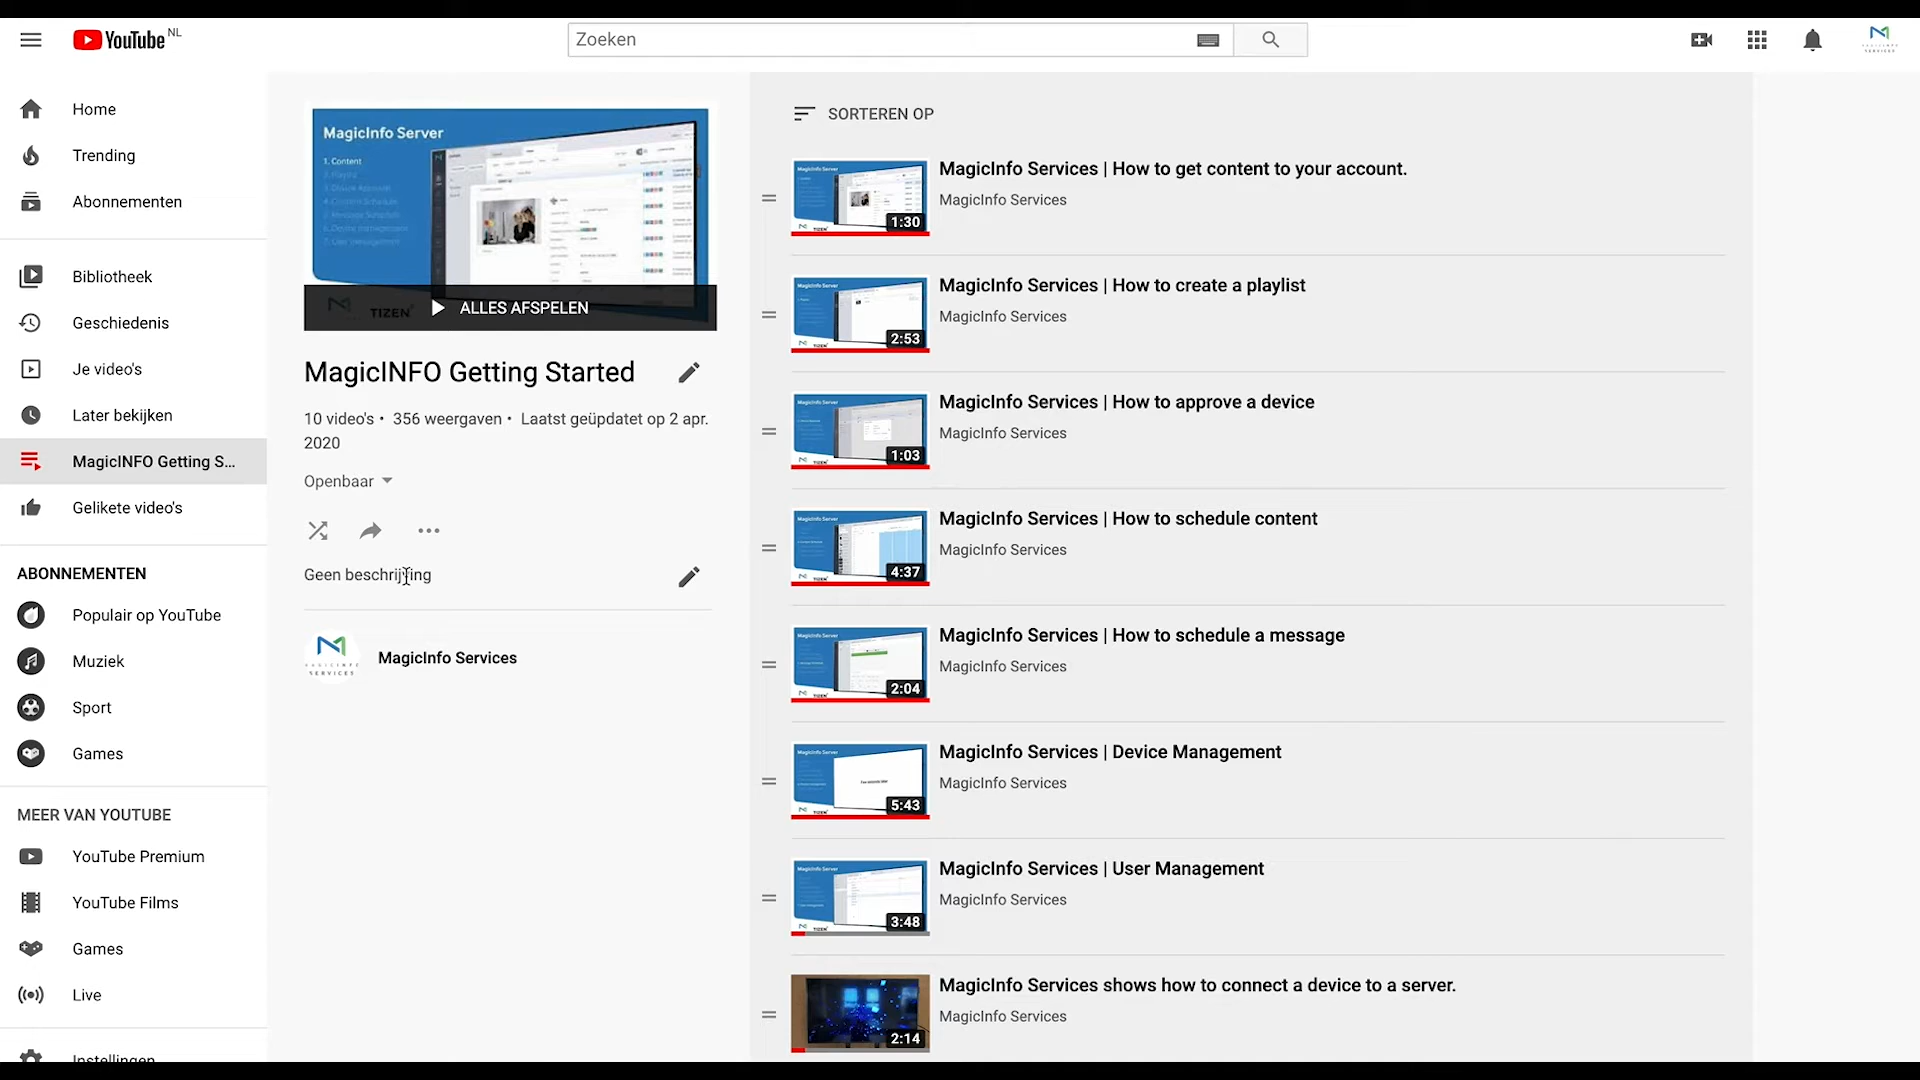 YouTube NL
Zoeken
Home
Trending
Abonnementen
Bibliotheek
Geschiedenis
Je video's
Later bekijken
MagicINFO Getting S...
Gelikete video's
ABONNEMENTEN
Populair op YouTube
Muziek
Sport
Games
MEER VAN YOUTUBE
YouTube Premium
YouTube Films
Games
Live
Instellingen
MagicInfo Server
1. Content
TIZEN
ALLES AFSPELEN
MagicINFO Getting Started
10 video's • 356 weergaven • Laatst geüpdatet op 2 apr.
2020
Openbaar
Geen beschrijving
MagicInfo Services
SORTEREN OP
1:30
MagicInfo Services | How to get content to your account.
MagicInfo Services
2:53
MagicInfo Services | How to create a playlist
MagicInfo Services
1:03
MagicInfo Services | How to approve a device
MagicInfo Services
4:37
MagicInfo Services | How to schedule content
MagicInfo Services
2:04
MagicInfo Services | How to schedule a message
MagicInfo Services
5:43
MagicInfo Services | Device Management
MagicInfo Services
3:48
MagicInfo Services | User Management
MagicInfo Services
2:14
MagicInfo Services shows how to connect a device to a server.
MagicInfo Services